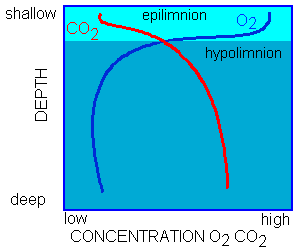 shallow
epilimnion
O2
CO2
hypolimnion
DEPTH
deep
low
high
CONCENTRATION O2 CO2